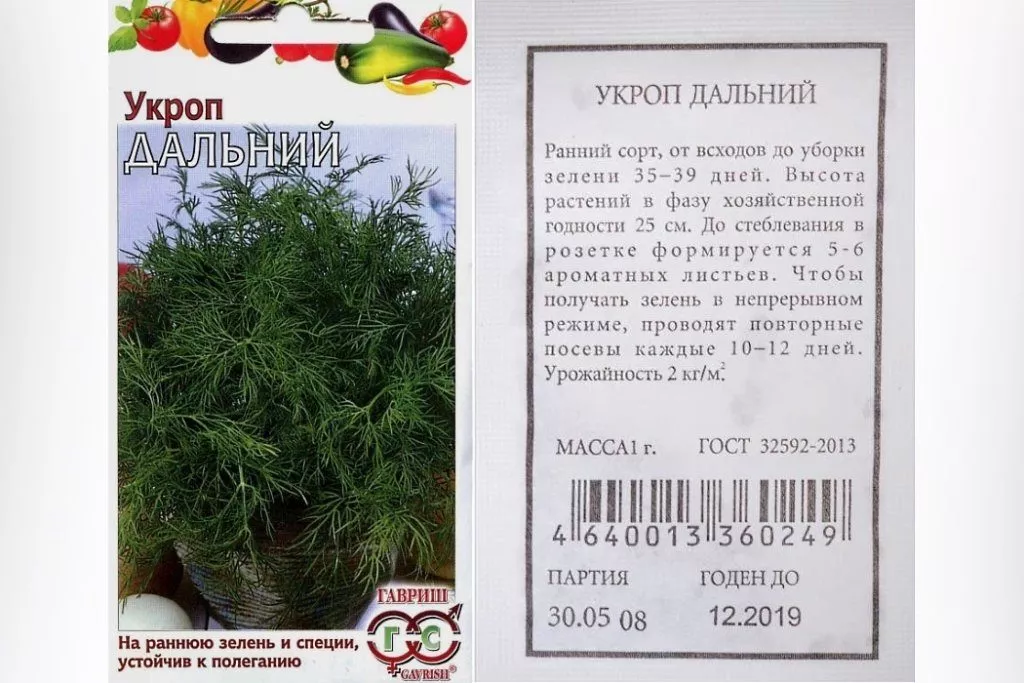 Укроп
ДАЛЬНИЙ
ГАВРИШ
Г С
GAVRISH®
На раннюю зелень и специи,
устойчив к полеганию
УКРОП ДАЛЬНИЙ
Ранний сорт, от всходов до уборки
зелени 35–39 дней. Высота
растений в фазу хозяйственной
годности 25 см. До стеблевания в
розетке формируется 5-6
ароматных листьев. Чтобы
получать зелень в непрерывном
режиме, проводят повторные
посевы каждые 10–12 дней.
Урожайность 2 кг/м².
МАССА1 г. ГОСТ 32592-2013
4 640013 360249
ПАРТИЯ ГОДЕН ДО
30.05 08 12.2019